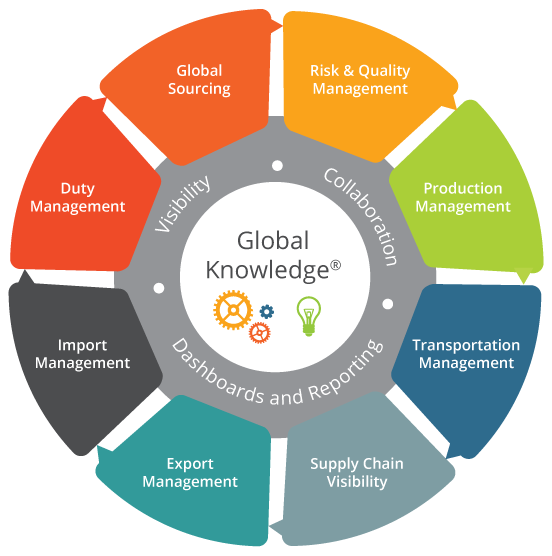 Global
Sourcing
Risk & Quality
Management
Production
Management
Transportation
Management
Supply Chain
Visibility
Export
Management
Import
Management
Duty
Management
Visibility
Collaboration
Dashboards and Reporting
Global
Knowledge®